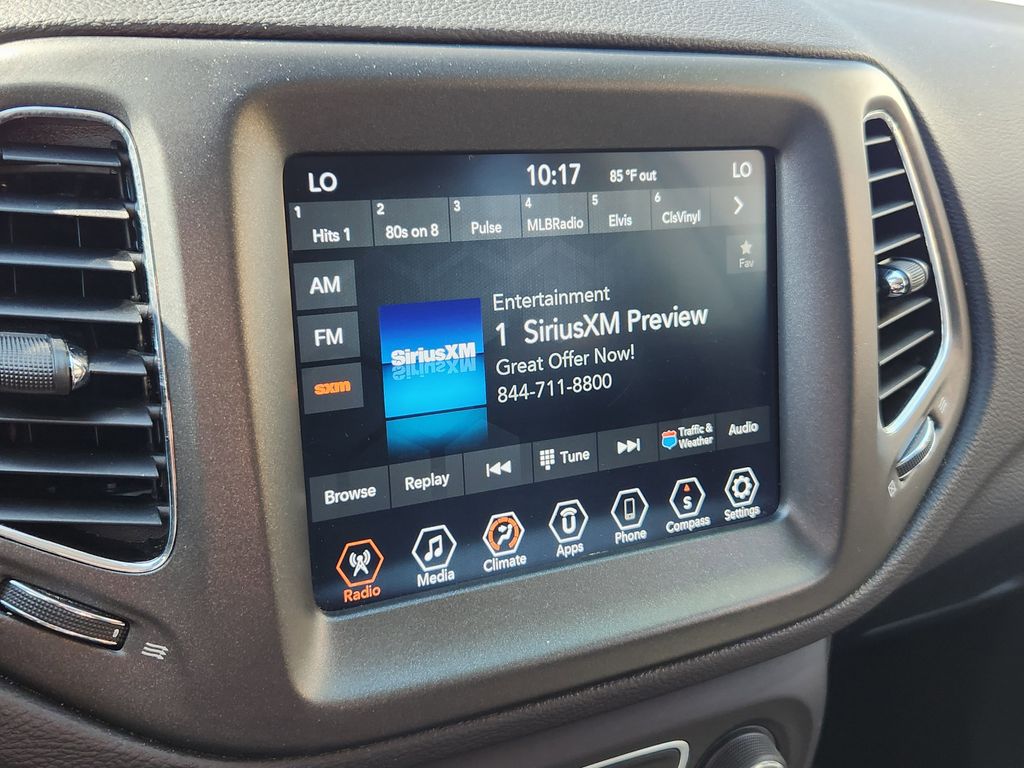 LO 10:17 85 °F out LO
1 Hits 1 2 80s on 8 3 Pulse 4 MLBRadio 5 Elvis 6 ClsVinyl
Fav
AM
FM
sxm
SiriusXM
Entertainment
1 SiriusXM Preview
Great Offer Now!
844-711-8800
Browse Replay Tune Traffic & Weather Audio
Radio Media Climate Apps Phone S Compass Settings